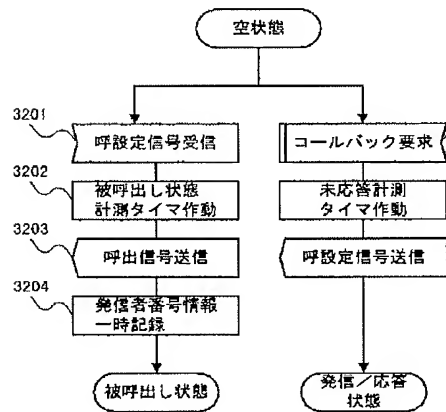 空状態
3201
呼設定信号受信
コールバック要求
3202
被呼出し状態
計測タイマ作動
未応答計測
タイマ作動
3203
呼出信号送信
呼設定信号送信
3204
発信者番号情報
一時記録
被呼出し状態
発信／応答
状態